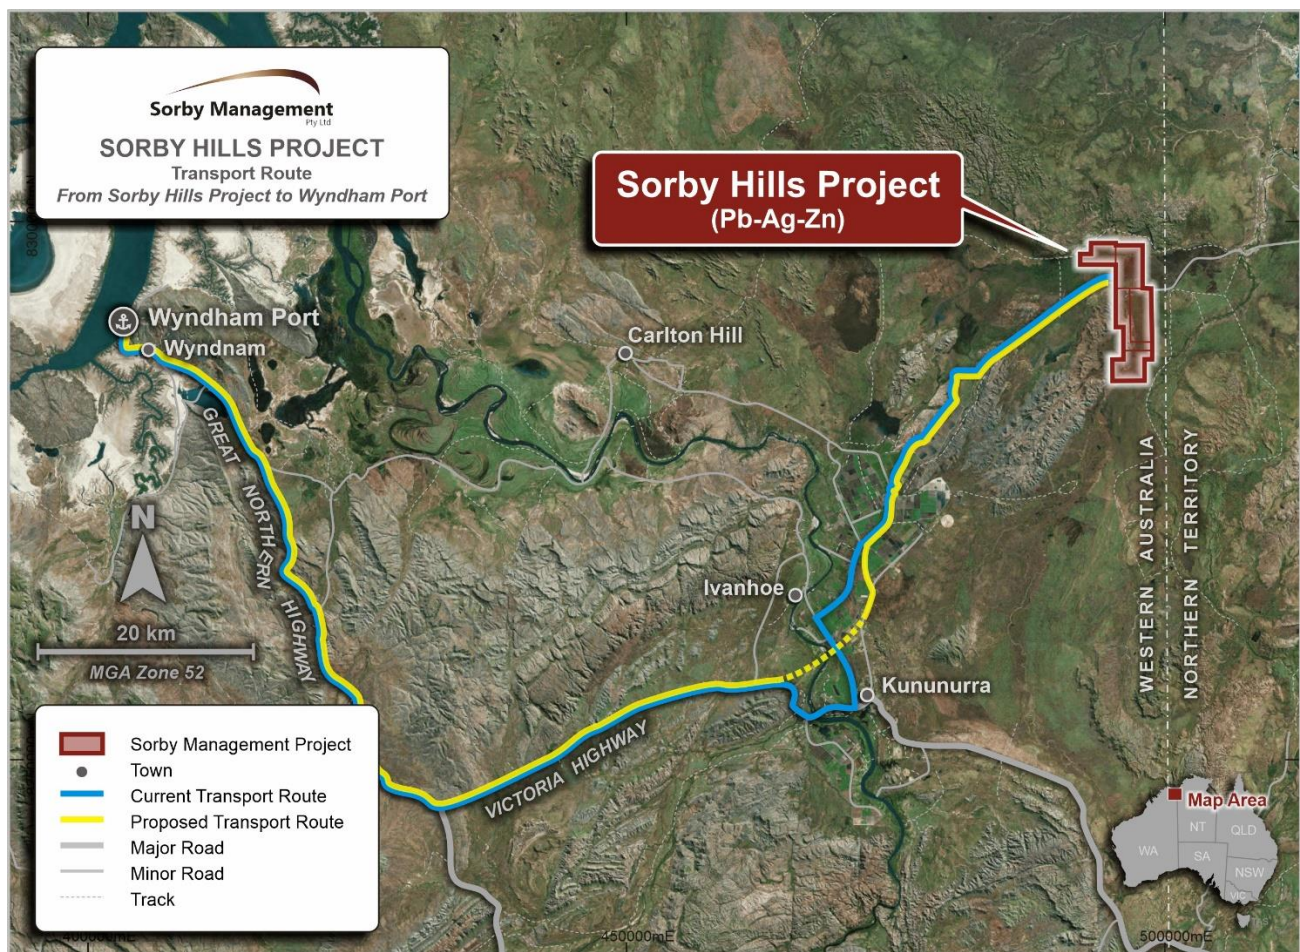 Sorby Management
Pty Ltd
SORBY HILLS PROJECT
Transport Route
From Sorby Hills Project to Wyndham Port
Sorby Hills Project
(Pb-Ag-Zn)
Wyndham Port
Wyndnam
Carlton Hill
GREAT NORTHERN HIGHWAY
WESTERN AUSTRALIA
NORTHERN TERRITORY
N
20 km
MGA Zone 52
Ivanhoe
Kununurra
VICTORIA HIGHWAY
Sorby Management Project
Town
Current Transport Route
Proposed Transport Route
Major Road
Minor Road
Track
Map Area
WA
NT
QLD
SA
NSW
VIC
450000mE
500000mE